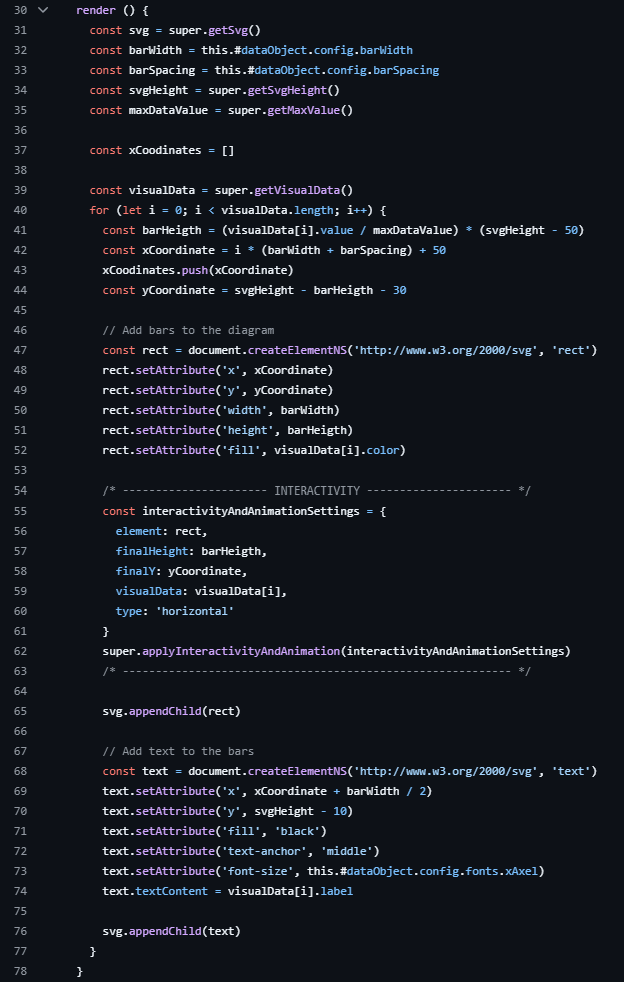 30 render () {
31 const svg = super.getSvg()
32 const barWidth = this.#dataObject.config.barWidth
33 const barSpacing = this.#dataObject.config.barSpacing
34 const svgHeight = super.getSvgHeight()
35 const maxDataValue = super.getMaxValue()
36
37 const xCoodinates = []
38
39 const visualData = super.getVisualData()
40 for (let i = 0; i < visualData.length; i++) {
41 const barHeigth = (visualData[i].value / maxDataValue) * (svgHeight - 50)
42 const xCoordinate = i * (barWidth + barSpacing) + 50
43 xCoodinates.push(xCoordinate)
44 const yCoordinate = svgHeight - barHeigth - 30
45
46 // Add bars to the diagram
47 const rect = document.createElementNS('http://www.w3.org/2000/svg', 'rect')
48 rect.setAttribute('x', xCoordinate)
49 rect.setAttribute('y', yCoordinate)
50 rect.setAttribute('width', barWidth)
51 rect.setAttribute('height', barHeigth)
52 rect.setAttribute('fill', visualData[i].color)
53
54 /* ---------------------- INTERACTIVITY ---------------------- */
55 const interactivityAndAnimationSettings = {
56 element: rect,
57 finalHeight: barHeigth,
58 finalY: yCoordinate,
59 visualData: visualData[i],
60 type: 'horizontal'
61 }
62 super.applyInteractivityAndAnimation(interactivityAndAnimationSettings)
63 /* ----------------------------------------------------------- */
64
65 svg.appendChild(rect)
66
67 // Add text to the bars
68 const text = document.createElementNS('http://www.w3.org/2000/svg', 'text')
69 text.setAttribute('x', xCoordinate + barWidth / 2)
70 text.setAttribute('y', svgHeight - 10)
71 text.setAttribute('fill', 'black')
72 text.setAttribute('text-anchor', 'middle')
73 text.setAttribute('font-size', this.#dataObject.config.fonts.xAxel)
74 text.textContent = visualData[i].label
75
76 svg.appendChild(text)
77 }
78 }